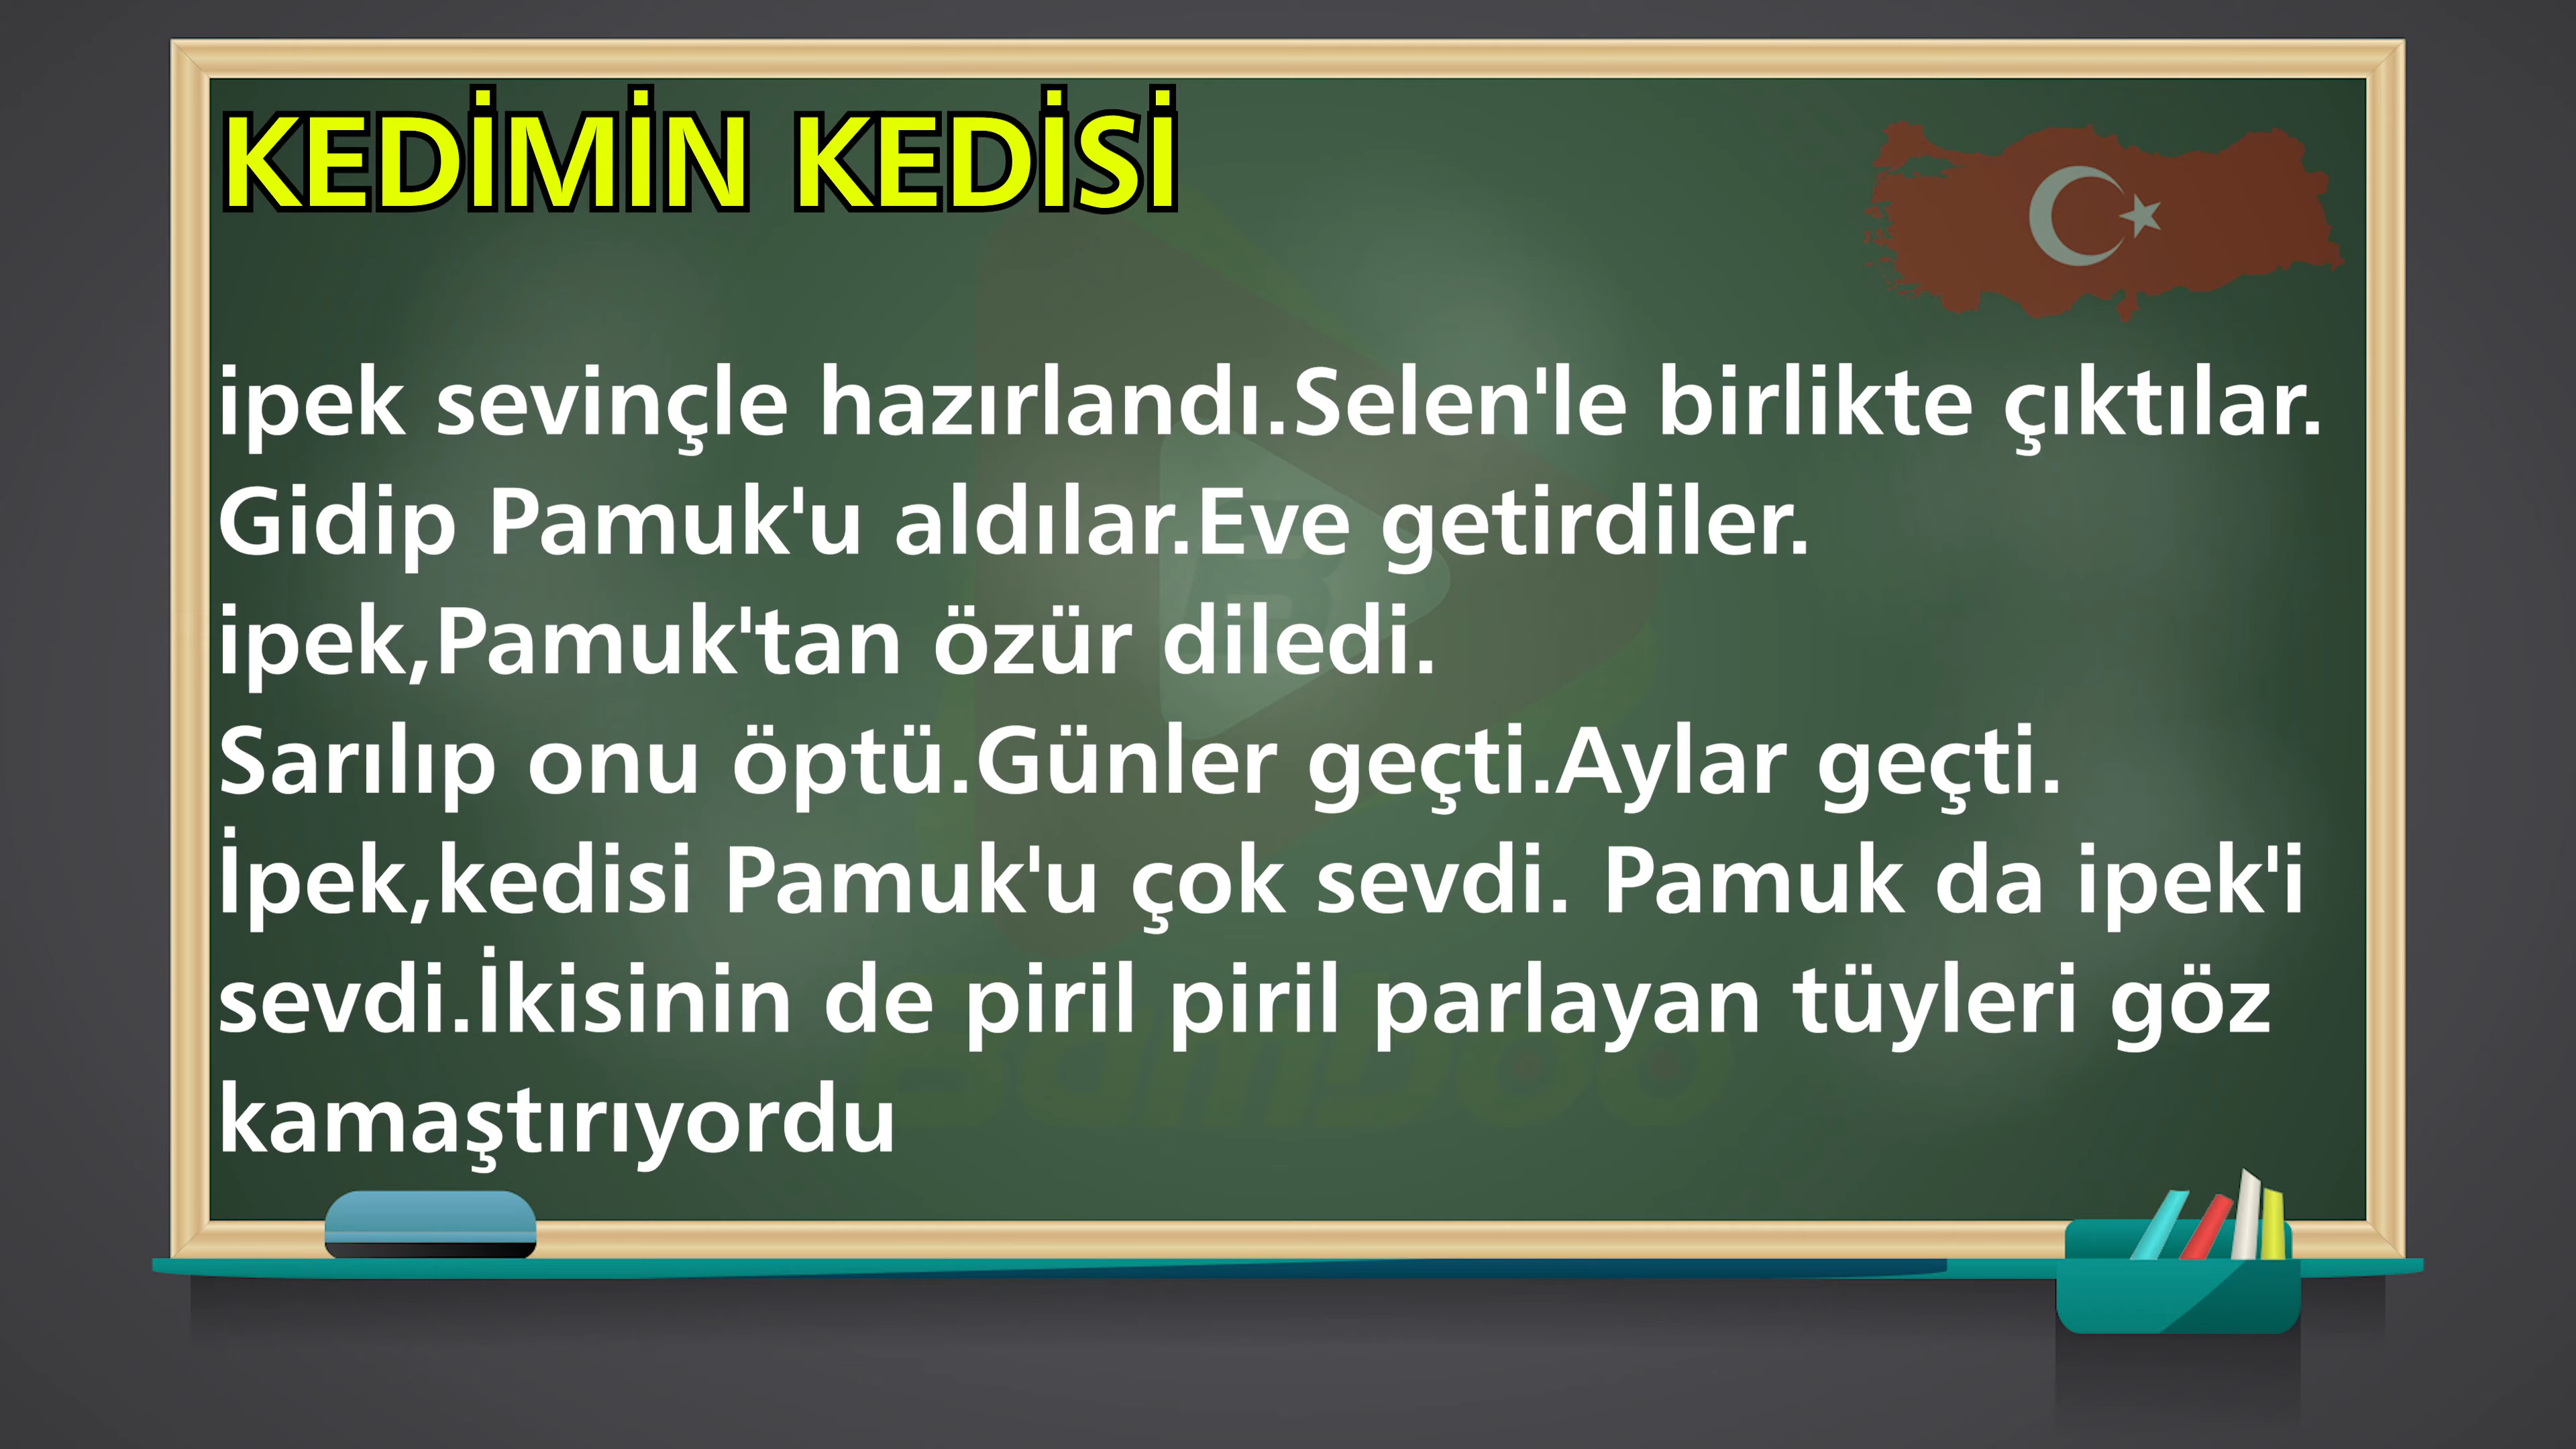 KEDİMİN KEDİSİ
ipek sevinçle hazırlandı.Selen'le birlikte çıktılar.
Gidip Pamuk'u aldılar.Eve getirdiler.
ipek,Pamuk'tan özür diledi.
Sarılıp onu öptü.Günler geçti.Aylar geçti.
İpek,kedisi Pamuk'u çok sevdi. Pamuk da ipek'i
sevdi.İkisinin de piril piril parlayan tüyleri göz
kamaştırıyordu
B
Bamboo